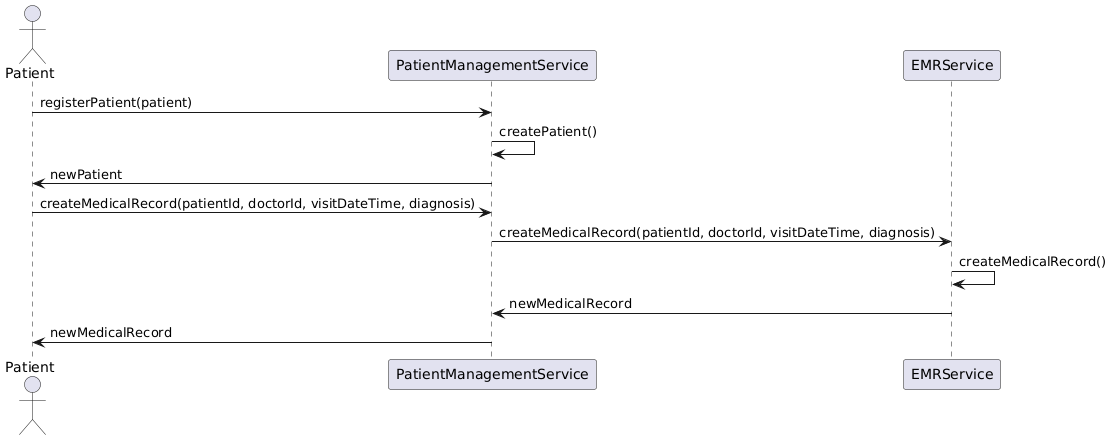 Patient
PatientManagementService
EMRService
registerPatient(patient)
createPatient()
newPatient
createMedicalRecord(patientId, doctorId, visitDateTime, diagnosis)
createMedicalRecord(patientId, doctorId, visitDateTime, diagnosis)
createMedicalRecord()
newMedicalRecord
newMedicalRecord
Patient
PatientManagementService
EMRService